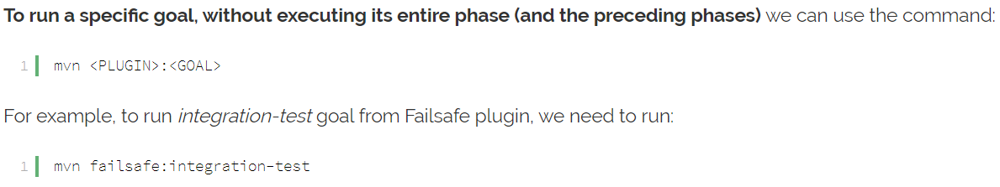 To run a specific goal, without executing its entire phase (and the preceding phases) we can use the command:
1 mvn <PLUGIN>:<GOAL>
For example, to run integration-test goal from Failsafe plugin, we need to run:
1 mvn failsafe:integration-test